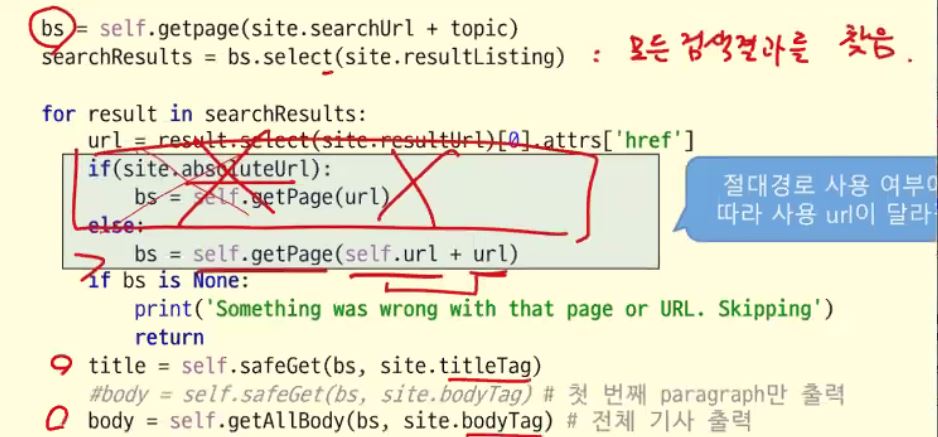 bs = self.getpage(site.searchUrl + topic)
searchResults = bs.select(site.resultListing) : 모든 검색결과를 찾음.
for result in searchResults:
url = result.select(site.resultUrl)[0].attrs['href']
if(site.absoluteUrl):
bs = self.getPage(url)
else:
bs = self.getPage(self.url + url)
if bs is None:
print('Something was wrong with that page or URL. Skipping')
return
title = self.safeGet(bs, site.titleTag)
#body = self.safeGet(bs, site.bodyTag) # 첫 번째 paragraph만 출력
body = self.getAllBody(bs, site.bodyTag) # 전체 기사 출력
절대경로 사용 여부에
따라 사용 url이 달라